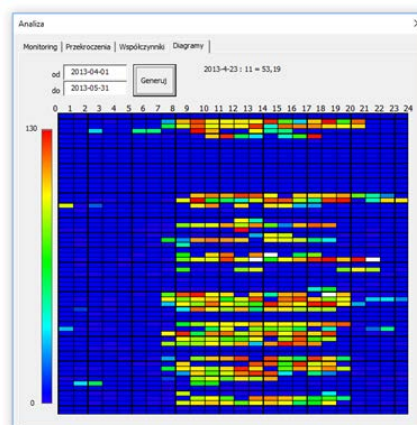 Analiza
Monitoring Przekroczenia Współczynniki Diagramy
od 2013-04-01
do 2013-05-31
Generuj
2013-4-23 : 11 = 53,19
0 1 2 3 4 5 6 7 8 9 10 11 12 13 14 15 16 17 18 19 20 21 22 23 24
130
0